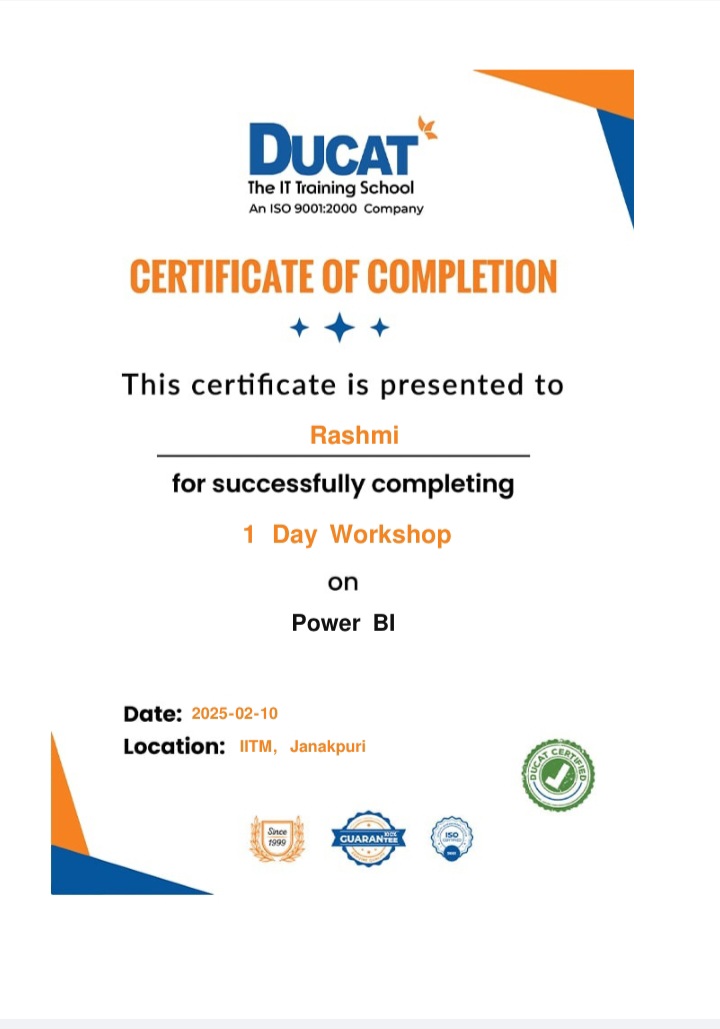 DUCAT
The IT Training School
An ISO 9001:2000 Company
CERTIFICATE OF COMPLETION
This certificate is presented to
Rashmi
for successfully completing
1 Day Workshop
on
Power BI
Date: 2025-02-10
Location: IITM, Janakpuri
DUCAT CERTIFIED
Since
1999
100%
GUARANTEE
ISO
CERTIFIED